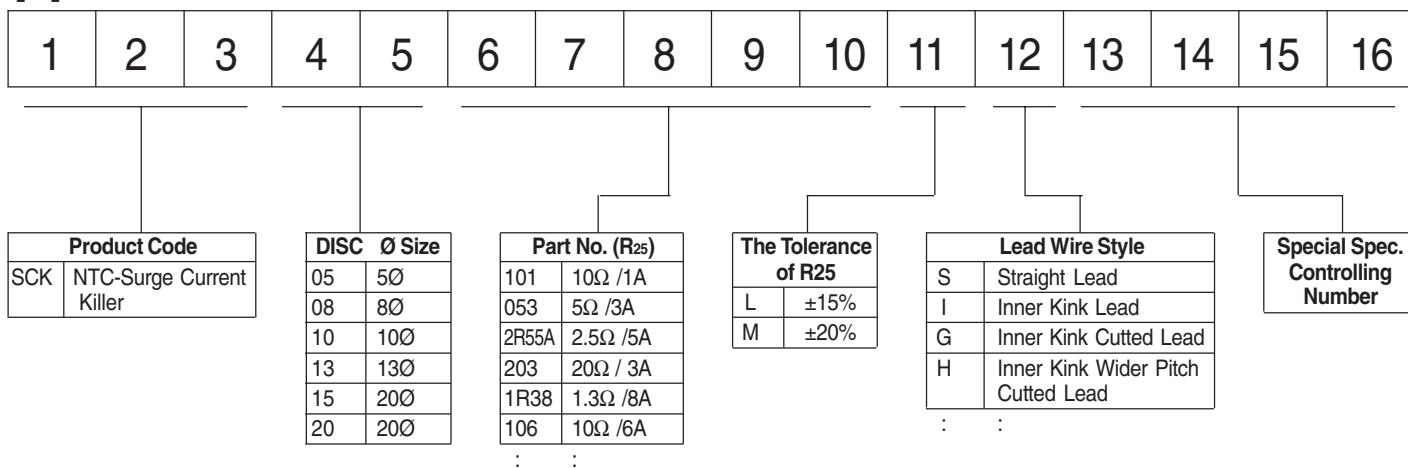 1 2 3 4 5 6 7 8 9 10 11 12 13 14 15 16
Product Code
SCK NTC-Surge Current
Killer
DISC Ø Size
05 5Ø
08 8Ø
10 10Ø
13 13Ø
15 20Ø
20 20Ø
Part No. (R25)
101 10Ω /1A
053 5Ω /3A
2R55A 2.5Ω /5A
203 20Ω / 3A
1R38 1.3Ω /8A
106 10Ω /6A
: :
The Tolerance
of R25
L ±15%
M ±20%
Lead Wire Style
S Straight Lead
I Inner Kink Lead
G Inner Kink Cutted Lead
H Inner Kink Wider Pitch
Cutted Lead
: :
Special Spec.
Controlling
Number